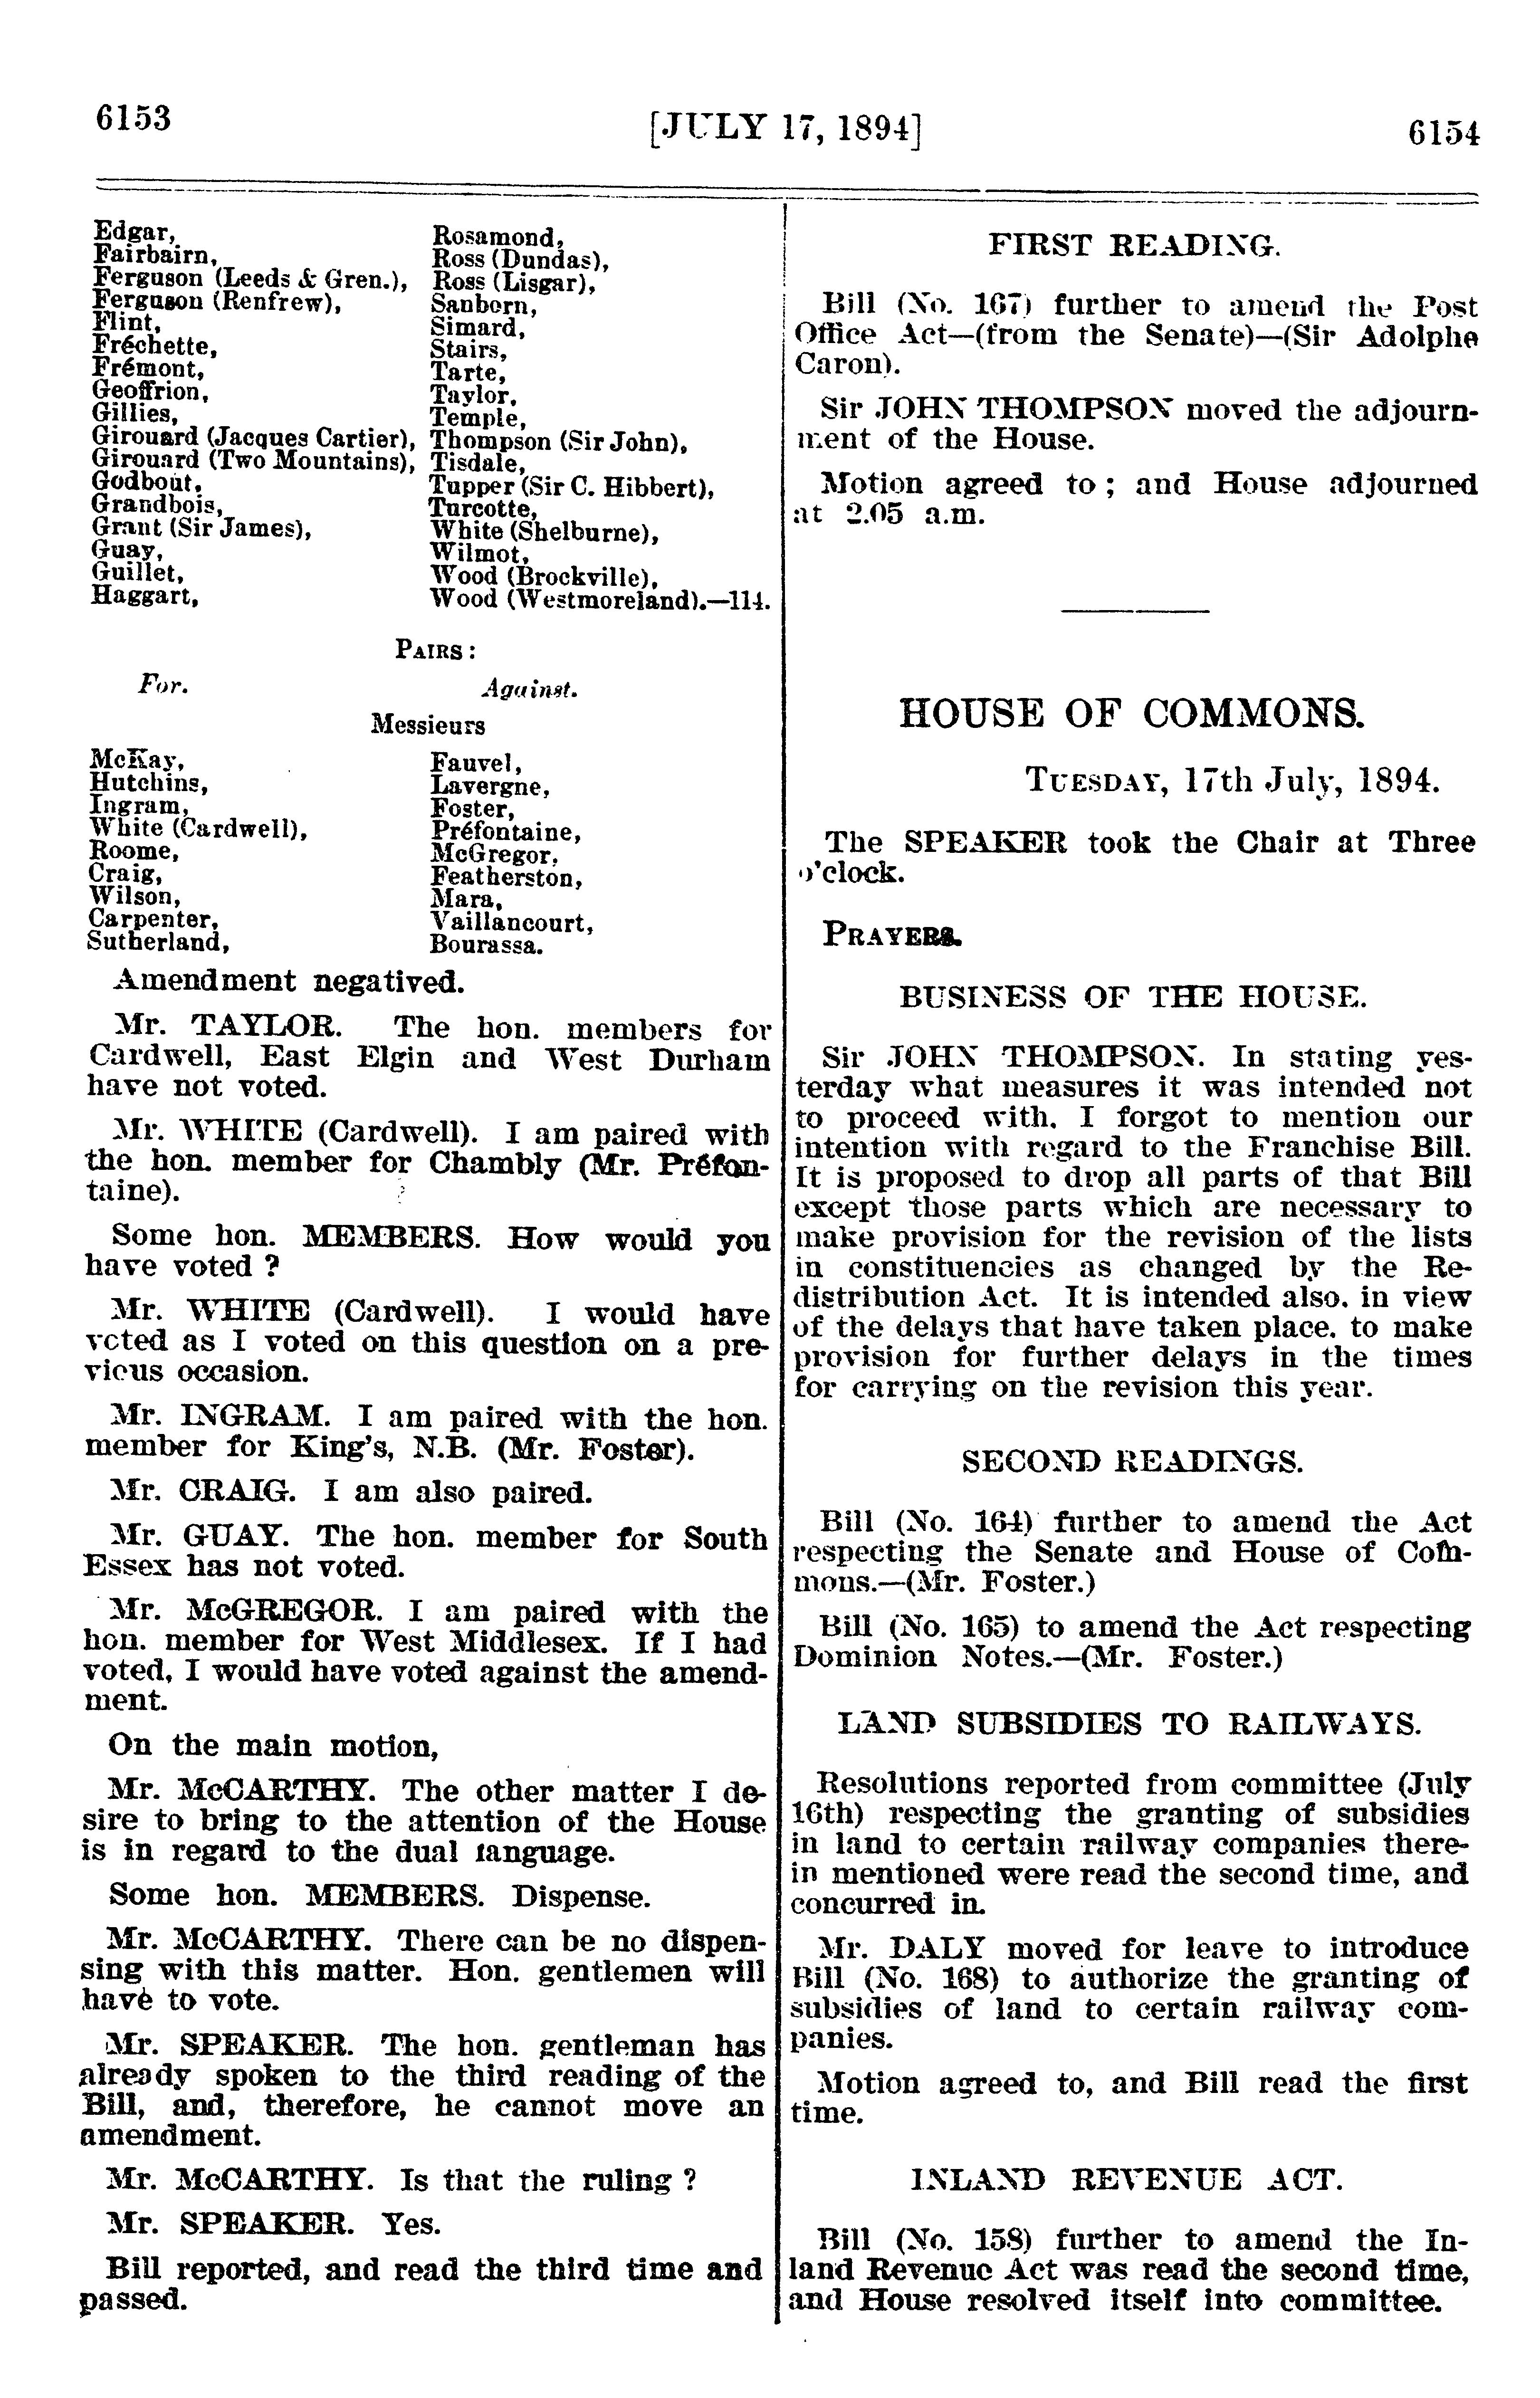 6153
[JULY 17, 1894]
6154
Edgar,
Fairbairn,
Ferguson (Leeds & Gren.),
Ferguson (Renfrew),
Flint,
Fréchette,
Frémont,
Geoffrion,
Gillies,
Girouard (Jacques Cartier),
Girouard (Two Mountains),
Godbout,
Grandbois,
Grant (Sir James),
Guay,
Guillet,
Haggart,
Rosamond,
Ross (Dundas),
Ross (Lisgar),
Sanborn,
Simard,
Stairs,
Tarte,
Taylor,
Temple,
Thompson (Sir John),
Tisdale,
Tupper (Sir C. Hibbert),
Turcotte,
White (Shelburne),
Wilmot,
Wood (Brockville),
Wood (Westmoreland).—114.
PAIRS :
For.
Against.
Messieurs
McKay,
Hutchins,
Ingram,
White (Cardwell),
Roome,
Craig,
Wilson,
Carpenter,
Sutherland,
Fauvel,
Lavergne,
Foster,
Préfontaine,
McGregor,
Featherston,
Mara,
Vaillancourt,
Bourassa.
Amendment negatived.
Mr. TAYLOR. The hon. members for
Cardwell, East Elgin and West Durham
have not voted.
Mr. WHITE (Cardwell). I am paired with
the hon. member for Chambly (Mr. Préfon-
taine).
Some hon. MEMBERS. How would you
have voted ?
Mr. WHITE (Cardwell). I would have
voted as I voted on this question on a pre-
vious occasion.
Mr. INGRAM. I am paired with the hon.
member for King's, N.B. (Mr. Foster).
Mr. CRAIG. I am also paired.
Mr. GUAY. The hon. member for South
Essex has not voted.
Mr. McGREGOR. I am paired with the
hon. member for West Middlesex. If I had
voted, I would have voted against the amend-
ment.
On the main motion,
Mr. McCARTHY. The other matter I de-
sire to bring to the attention of the House
is in regard to the dual language.
Some hon. MEMBERS. Dispense.
Mr. McCARTHY. There can be no dispen-
sing with this matter. Hon. gentlemen will
have to vote.
Mr. SPEAKER. The hon. gentleman has
already spoken to the third reading of the
Bill, and, therefore, he cannot move an
amendment.
Mr. McCARTHY. Is that the ruling ?
Mr. SPEAKER. Yes.
Bill reported, and read the third time and
passed.
FIRST READING.
Bill (No. 167) further to amend the Post
Office Act—(from the Senate)—(Sir Adolphe
Caron).
Sir JOHN THOMPSON moved the adjourn-
ment of the House.
Motion agreed to ; and House adjourned
at 2.05 a.m.
HOUSE OF COMMONS.
TUESDAY, 17th July, 1894.
The SPEAKER took the Chair at Three
o'clock.
PRAYERS.
BUSINESS OF THE HOUSE.
Sir JOHN THOMPSON. In stating yes-
terday what measures it was intended not
to proceed with, I forgot to mention our
intention with regard to the Franchise Bill.
It is proposed to drop all parts of that Bill
except those parts which are necessary to
make provision for the revision of the lists
in constituencies as changed by the Re-
distribution Act. It is intended also, in view
of the delays that have taken place, to make
provision for further delays in the times
for carrying on the revision this year.
SECOND READINGS.
Bill (No. 164) further to amend the Act
respecting the Senate and House of Com-
mons.—(Mr. Foster.)
Bill (No. 165) to amend the Act respecting
Dominion Notes.—(Mr. Foster.)
LAND SUBSIDIES TO RAILWAYS.
Resolutions reported from committee (July
16th) respecting the granting of subsidies
in land to certain railway companies there-
in mentioned were read the second time, and
concurred in.
Mr. DALY moved for leave to introduce
Bill (No. 168) to authorize the granting of
subsidies of land to certain railway com-
panies.
Motion agreed to, and Bill read the first
time.
INLAND REVENUE ACT.
Bill (No. 158) further to amend the In-
land Revenue Act was read the second time,
and House resolved itself into committee.